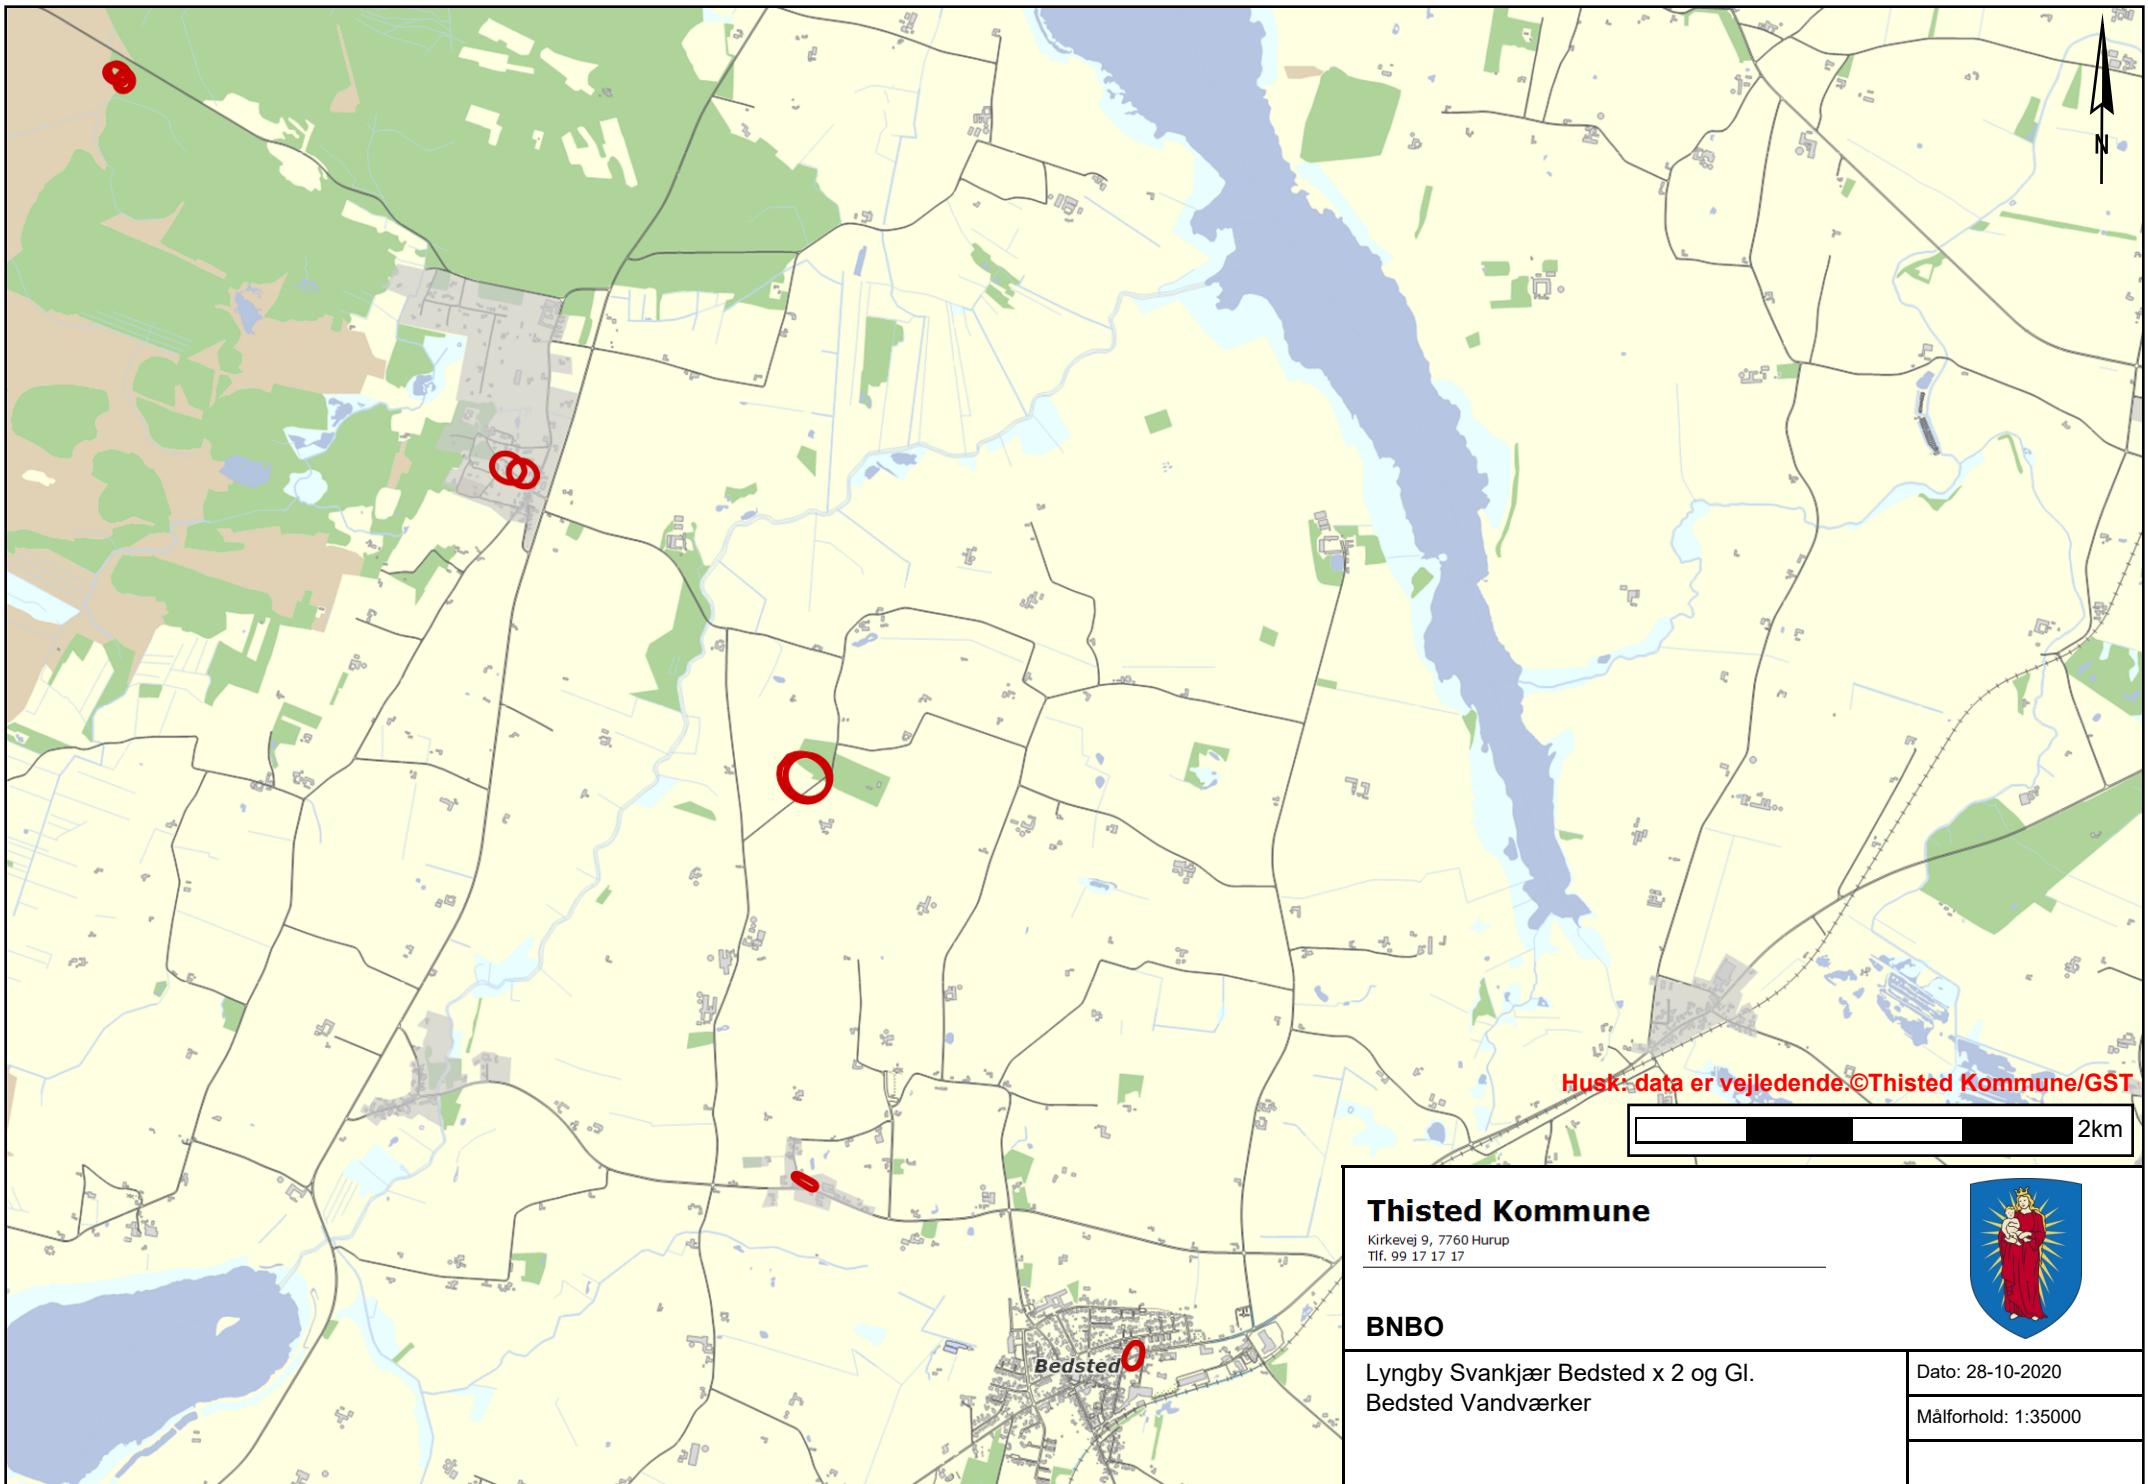 N
Husk: data er vejledende.©Thisted Kommune/GST
2km
Thisted Kommune
Kirkevej 9, 7760 Hurup
Tlf. 99 17 17 17
BNBO
Bedsted
Lyngby Svankjær Bedsted x 2 og Gl.
Bedsted Vandværker
Dato: 28-10-2020
Målforhold: 1:35000